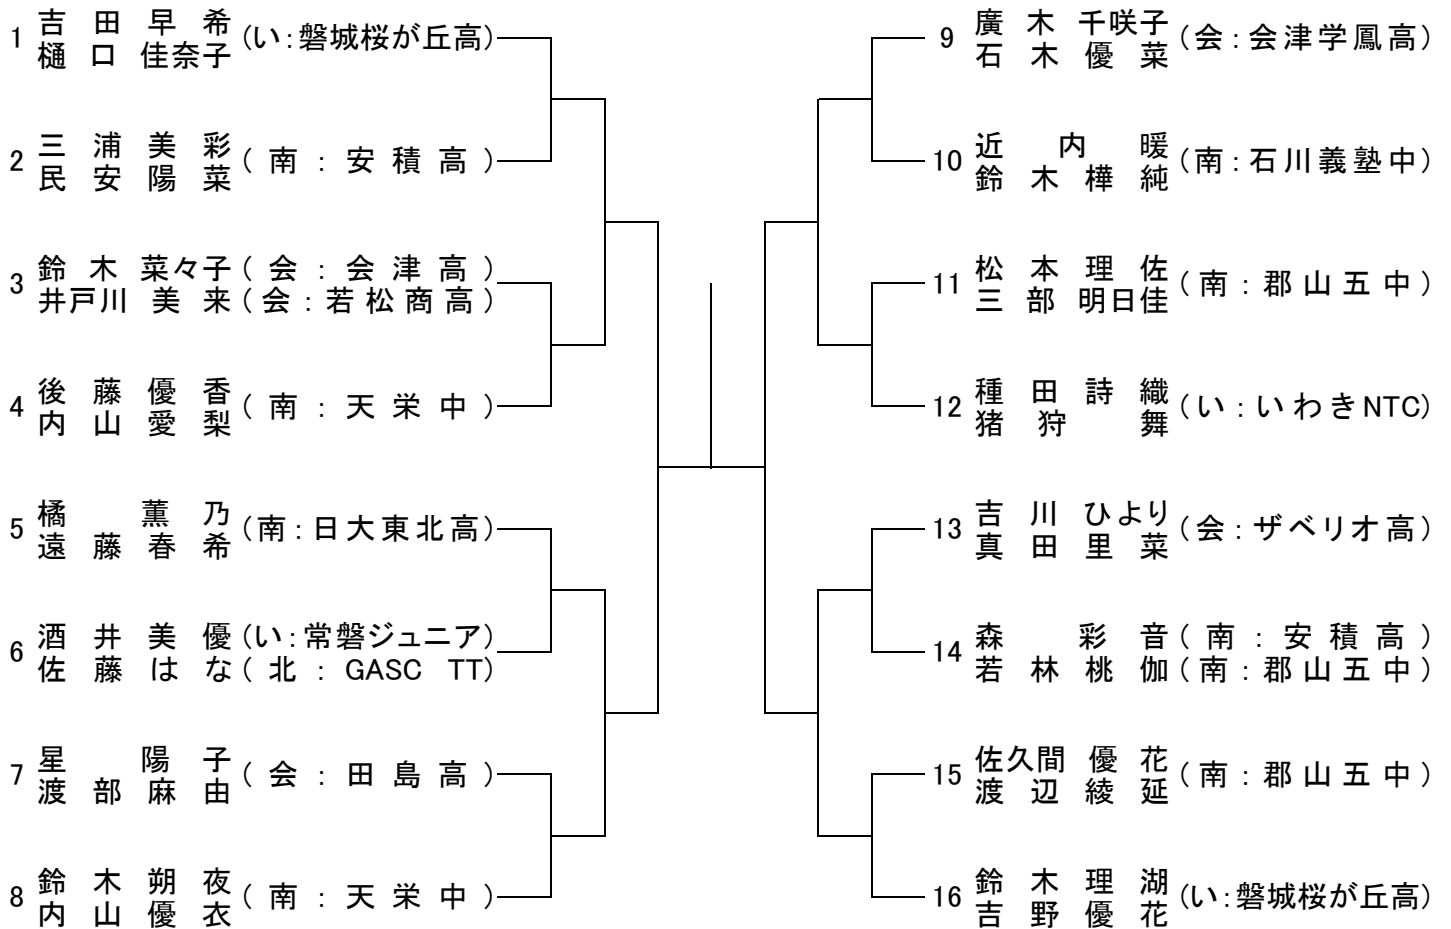 1 吉田早希 (い:磐城桜が丘高)
樋口佳奈子
2 三浦美彩 (南:安積高)
民安陽菜
3 鈴木菜々子 (会:会津高)
井戸川美来 (会:若松商高)
4 後藤優香 (南:天栄中)
内山愛梨
5 橘薫乃 (南:日大東北高)
遠藤春希
6 酒井美優 (い:常磐ジュニア)
佐藤はな (北:GASC TT)
7 星陽子 (会:田島高)
渡部麻由
8 鈴木朔夜 (南:天栄中)
内山優衣
9 廣木千咲子 (会:会津学鳳高)
石木優菜
10 近内暖 (南:石川義塾中)
鈴木樺純
11 松本理佐 (南:郡山五中)
三部明日佳
12 種田詩織 (い:いわきNTC)
猪狩舞
13 吉川ひより (会:ザベリオ高)
真田里菜
14 森彩音 (南:安積高)
若林桃伽 (南:郡山五中)
15 佐久間優花 (南:郡山五中)
渡辺綾延
16 鈴木理湖 (い:磐城桜が丘高)
吉野優花